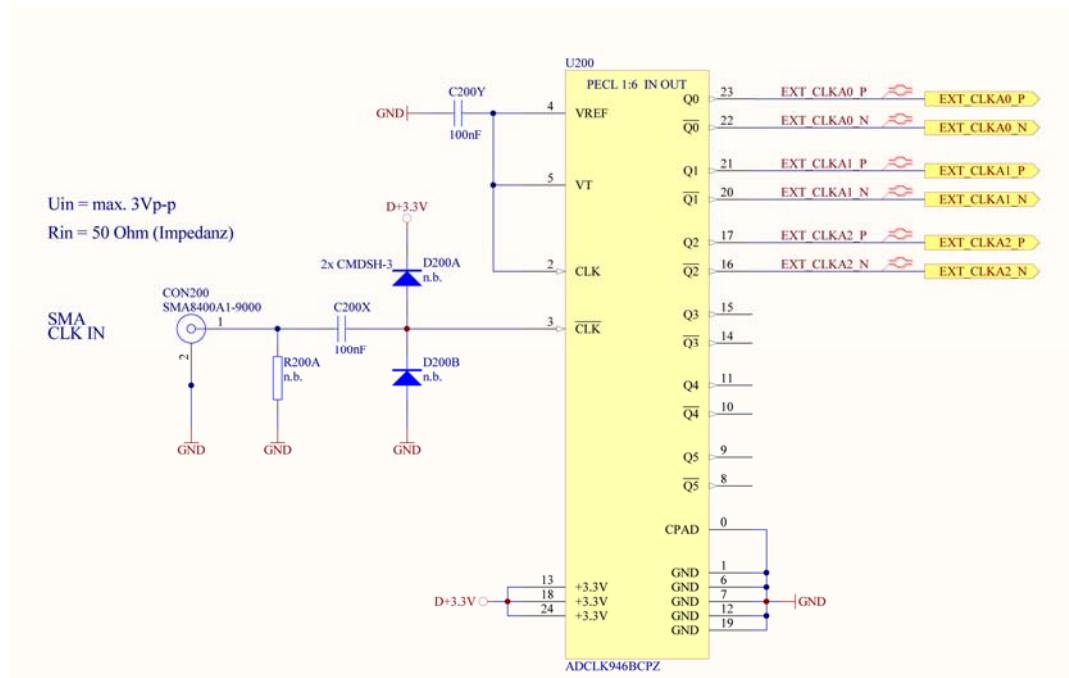 U200
PECL 1:6 IN OUT
C200Y
GND
100nF
4
VREF
5
VT
2
CLK
3
CLK
Uin = max. 3Vp-p
Rin = 50 Ohm (Impedanz)
D+3.3V
2x CMDSH-3
D200A
n.b.
CON200
SMA8400A1-9000
SMA
CLK IN
1
2
C200X
100nF
R200A
n.b.
D200B
n.b.
GND
GND
GND
Q0 23 EXT_CLKA0_P EXT_CLKA0_P
Q0 22 EXT_CLKA0_N EXT_CLKA0_N
Q1 21 EXT_CLKA1_P EXT_CLKA1_P
Q1 20 EXT_CLKA1_N EXT_CLKA1_N
Q2 17 EXT_CLKA2_P EXT_CLKA2_P
Q2 16 EXT_CLKA2_N EXT_CLKA2_N
Q3 15
Q3 14
Q4 11
Q4 10
Q5 9
Q5 8
CPAD 0
GND 1
GND 6
GND 7
GND 12
GND 19
GND
D+3.3V
13 +3.3V
18 +3.3V
24 +3.3V
ADCLK946BCPZ